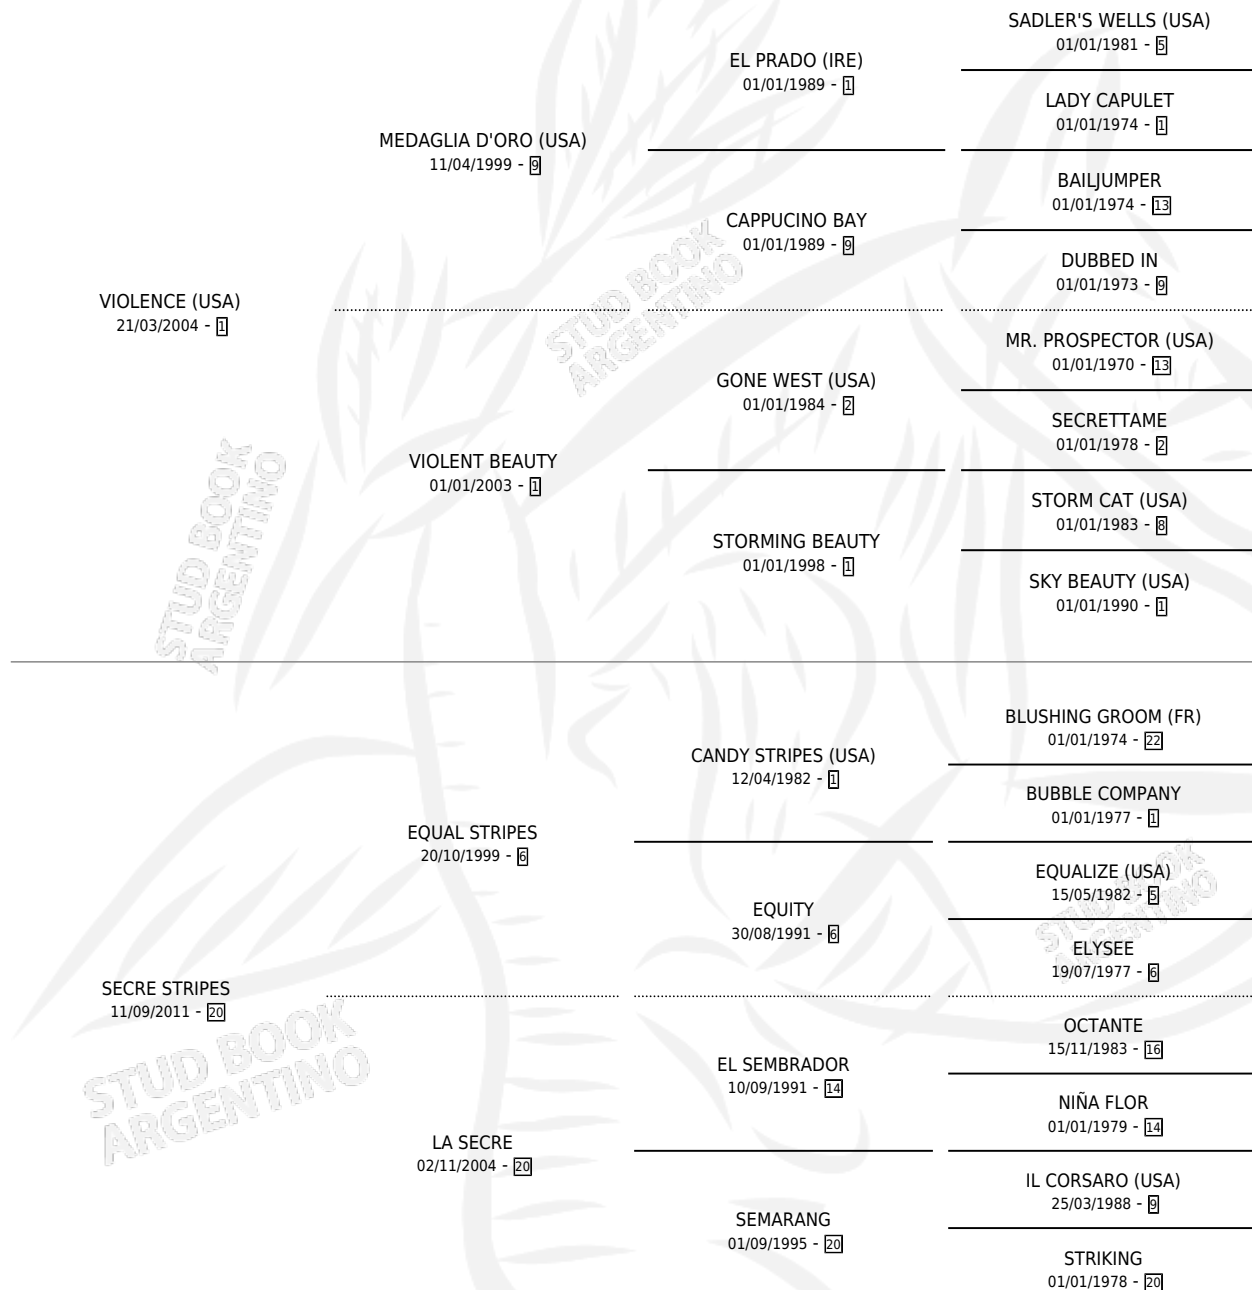 SADLER'S WELLS (USA)
01/01/1981 - 5
EL PRADO (IRE)
01/01/1989 - 1
LADY CAPULET
01/01/1974 - 1
MEDAGLIA D'ORO (USA)
11/04/1999 - 9
BAILJUMPER
01/01/1974 - 13
CAPPUCINO BAY
01/01/1989 - 9
DUBBED IN
01/01/1973 - 9
VIOLENCE (USA)
21/03/2004 - 1
MR. PROSPECTOR (USA)
01/01/1970 - 13
GONE WEST (USA)
01/01/1984 - 2
SECRETTAME
01/01/1978 - 2
VIOLENT BEAUTY
01/01/2003 - 1
STORM CAT (USA)
01/01/1983 - 8
STORMING BEAUTY
01/01/1998 - 1
SKY BEAUTY (USA)
01/01/1990 - 1
BLUSHING GROOM (FR)
01/01/1974 - 22
CANDY STRIPES (USA)
12/04/1982 - 1
BUBBLE COMPANY
01/01/1977 - 1
EQUAL STRIPES
20/10/1999 - 6
EQUALIZE (USA)
15/05/1982 - 5
EQUITY
30/08/1991 - 6
ELYSEE
19/07/1977 - 6
SECRE STRIPES
11/09/2011 - 20
OCTANTE
15/11/1983 - 16
EL SEMBRADOR
10/09/1991 - 14
NIÑA FLOR
01/01/1979 - 14
LA SECRE
02/11/2004 - 20
IL CORSARO (USA)
25/03/1988 - 9
SEMARANG
01/09/1995 - 20
STRIKING
01/01/1978 - 20
STUD BOOK
ARGENTINO
STUD BOOK
ARGENTINO
STUD BOOK
ARGENTINO
STUD BOOK
ARGENTINO